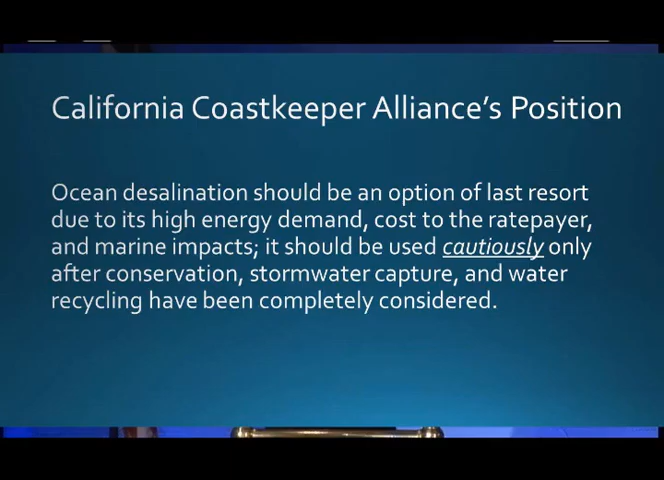 California Coastkeeper Alliance's Position
Ocean desalination should be an option of last resort
due to its high energy demand, cost to the ratepayer,
and marine impacts; it should be used cautiously only
after conservation, stormwater capture, and water
recycling have been completely considered.